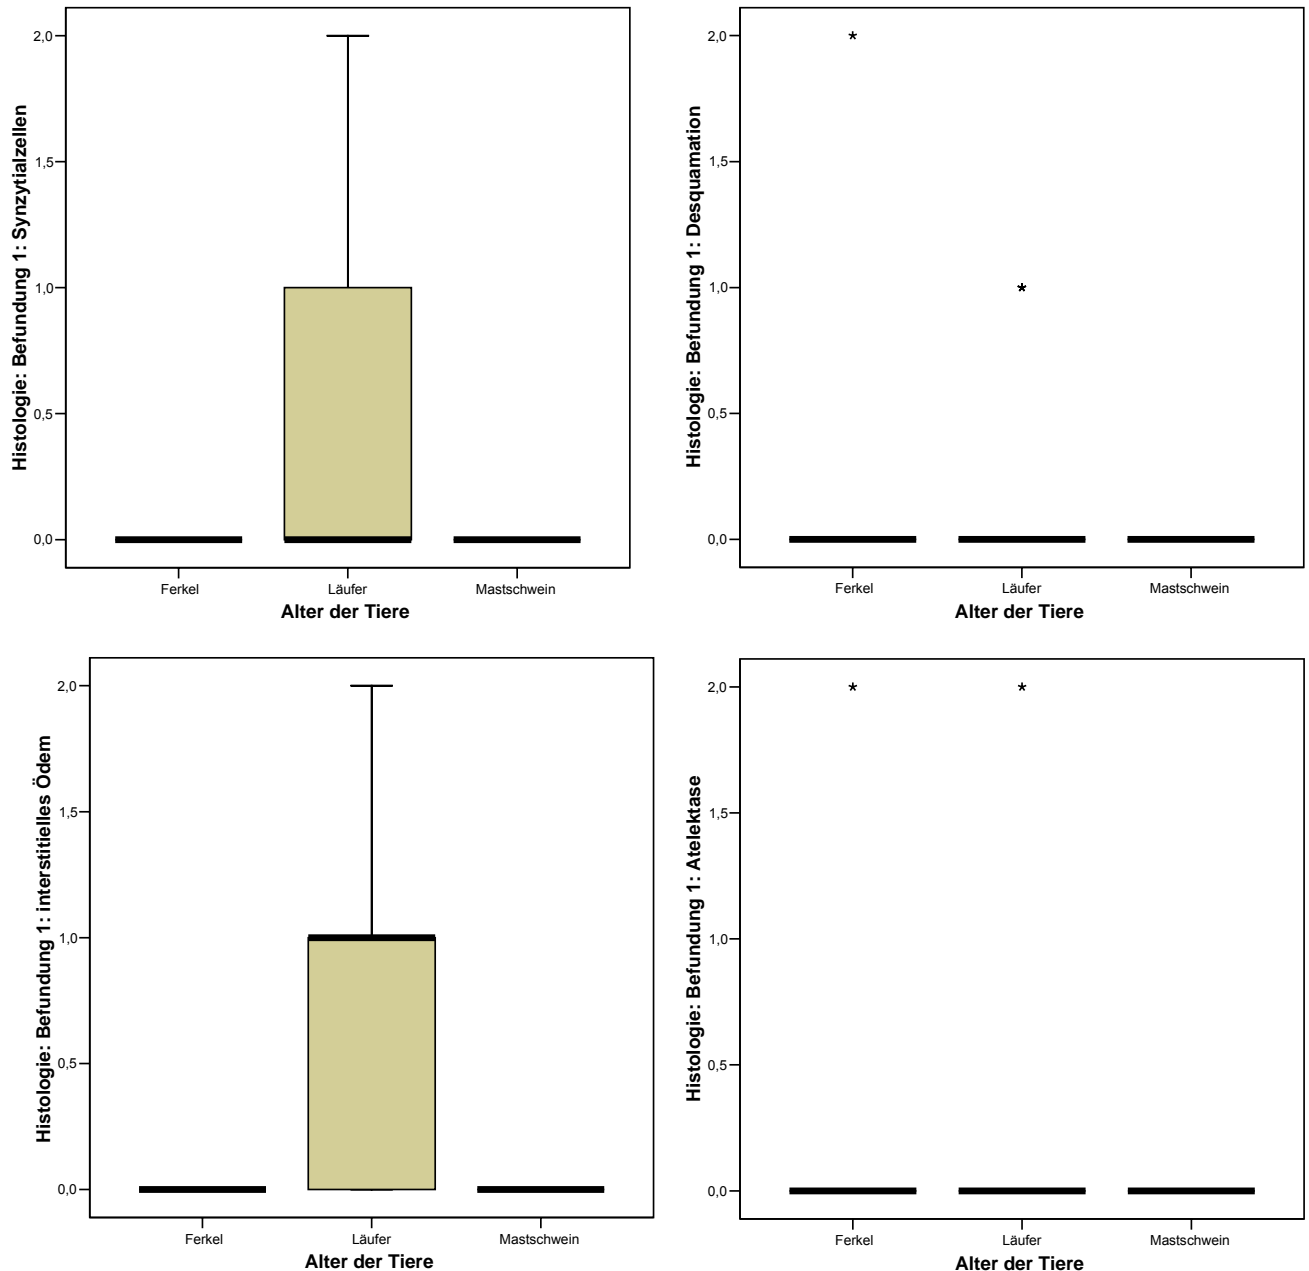 Histologie: Befundung 1: Synzytialzellen
2,0
1,5
1,0
0,5
0,0
Ferkel Läufer Mastschwein
Alter der Tiere
Histologie: Befundung 1: Desquamation
2,0
1,5
1,0
0,5
0,0
Ferkel Läufer Mastschwein
Alter der Tiere
Histologie: Befundung 1: interstitielles Ödem
2,0
1,5
1,0
0,5
0,0
Ferkel Läufer Mastschwein
Alter der Tiere
Histologie: Befundung 1: Atelektase
2,0
1,5
1,0
0,5
0,0
Ferkel Läufer Mastschwein
Alter der Tiere